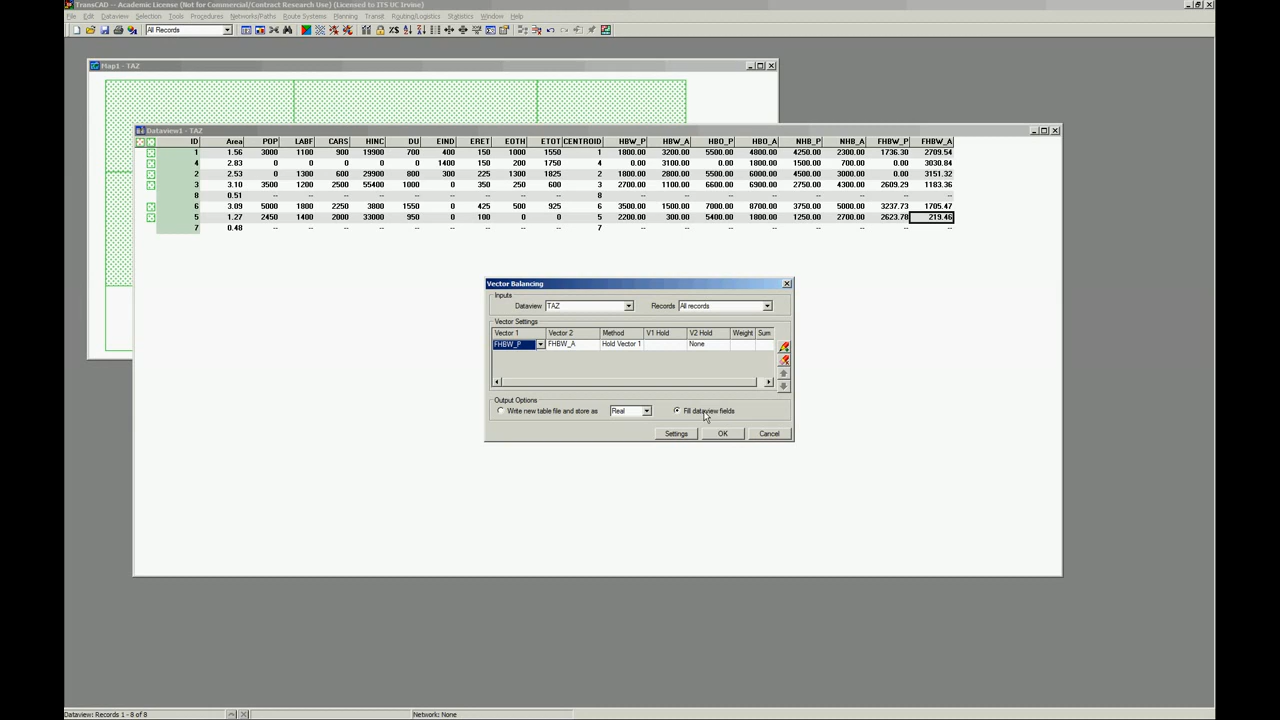 TransCAD -- Academic License (Not for Commercial/Contract Research Use) (Licensed to ITS UC Irvine)
File Edit Dataview Selection Tools Procedures Networks/Paths Route Systems Planning Transit Routing/Logistics Statistics Window Help
All Records
Map1 - TAZ
Dataview1 - TAZ
ID Area POP LABF CARS HINC DU EIND ERET EOTH ETOT CENTROID HBW_P HBW_A HBO_P HBO_A NHB_P NHB_A FHBW_P FHBW_A
1 1.56 3000 1100 900 19900 700 400 150 1000 1550 1 1800.00 3200.00 5500.00 4800.00 4250.00 2300.00 1736.30 2709.54
4 2.83 0 0 0 0 0 1400 150 200 1750 4 0.00 3100.00 0.00 1800.00 1500.00 700.00 0.00 3030.84
2 2.53 0 1300 600 29900 800 300 225 1300 1825 2 1800.00 2800.00 5500.00 6000.00 4500.00 3000.00 0.00 3151.32
3 3.10 3500 1200 2500 55400 1000 0 350 250 600 3 2700.00 1100.00 6600.00 6900.00 2750.00 4300.00 2609.29 1183.36
8 0.51 -- -- -- -- -- -- -- -- -- 8 -- -- -- -- -- -- -- --
6 3.09 5000 1800 2250 3800 1550 0 425 500 925 6 3500.00 1500.00 7000.00 8700.00 3750.00 5000.00 3237.73 1705.47
5 1.27 2450 1400 2000 33000 950 0 100 0 0 5 2200.00 300.00 5400.00 1800.00 1250.00 2700.00 2623.78 219.46
7 0.48 -- -- -- -- -- -- -- -- -- 7 -- -- -- -- -- -- -- --
Vector Balancing
Inputs
Dataview TAZ Records All records
Vector Settings
Vector 1 Vector 2 Method V1 Hold V2 Hold Weight Sum
FHBW_P FHBW_A Hold Vector 1 None
Output Options
Write new table file and store as Real Fill dataview fields
Settings OK Cancel
Dataview: Records 1 - 8 of 8 Network: None